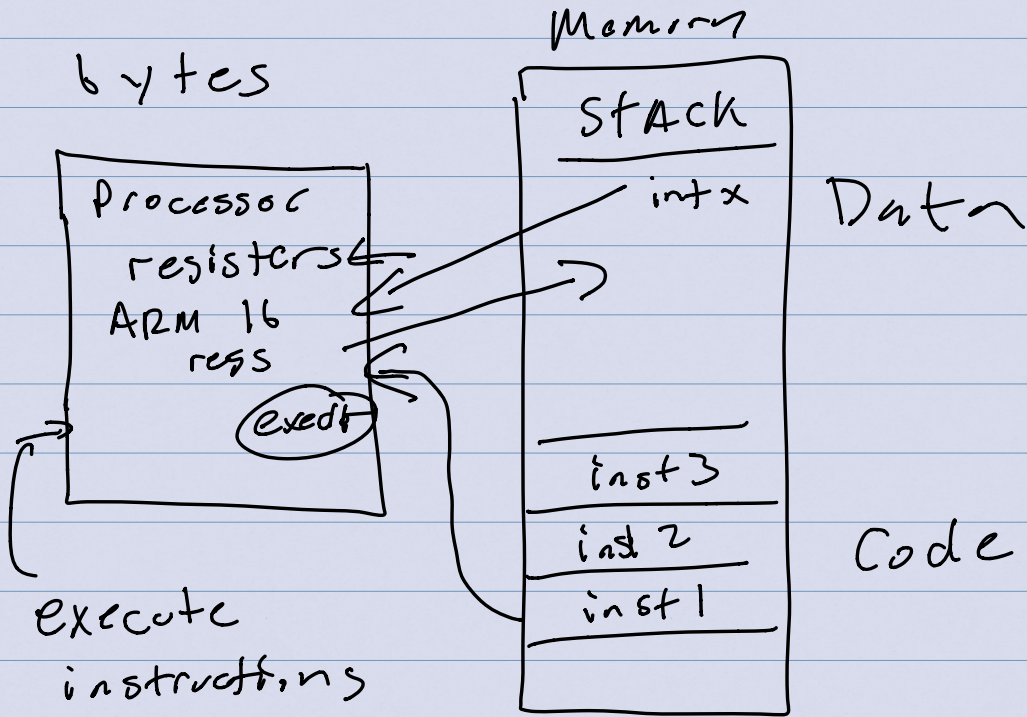 Memory
bytes
STACK
Processor
int x
Data
registers
ARM 16
regs
inst 3
inst 2
Code
inst 1
execute
instructions